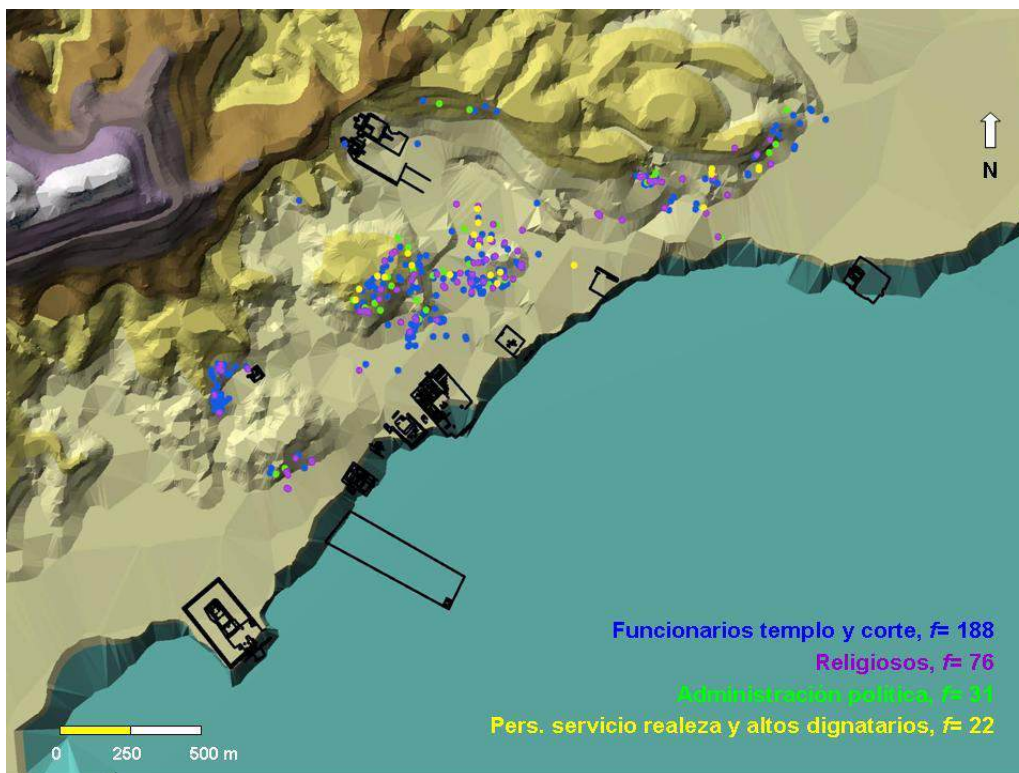 N
Funcionarios templo y corte, f= 188
Religiosos, f= 76
Administración política, f= 31
Pers. servicio realeza y altos dignatarios, f= 22
0 250 500 m